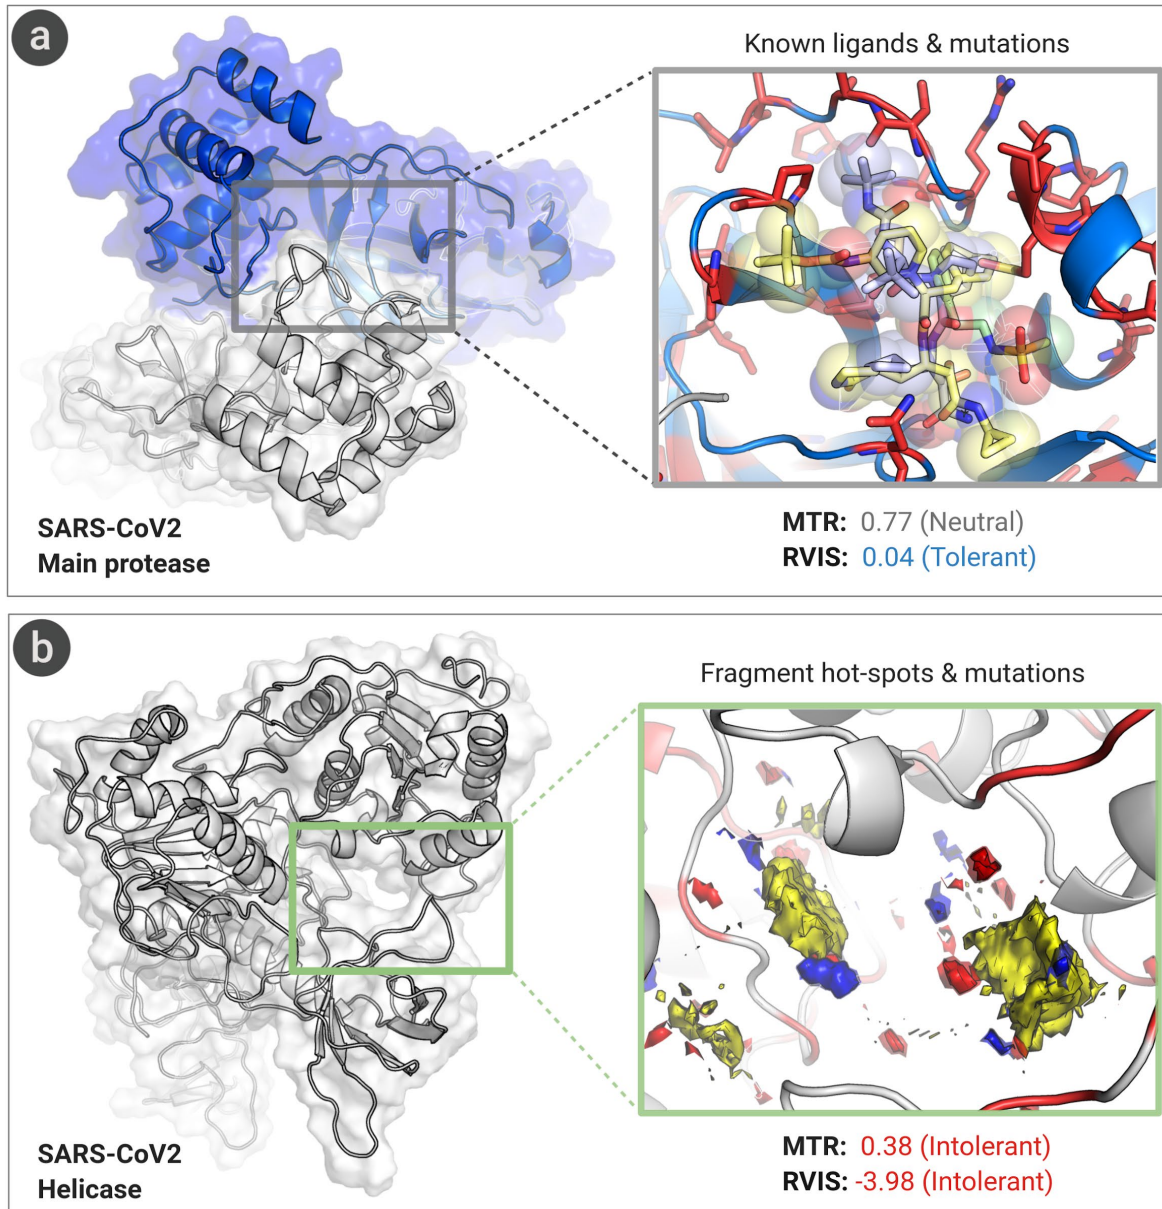 a
Known ligands & mutations
SARS-CoV2
Main protease
MTR: 0.77 (Neutral)
RVIS: 0.04 (Tolerant)
b
Fragment hot-spots & mutations
SARS-CoV2
Helicase
MTR: 0.38 (Intolerant)
RVIS: -3.98 (Intolerant)